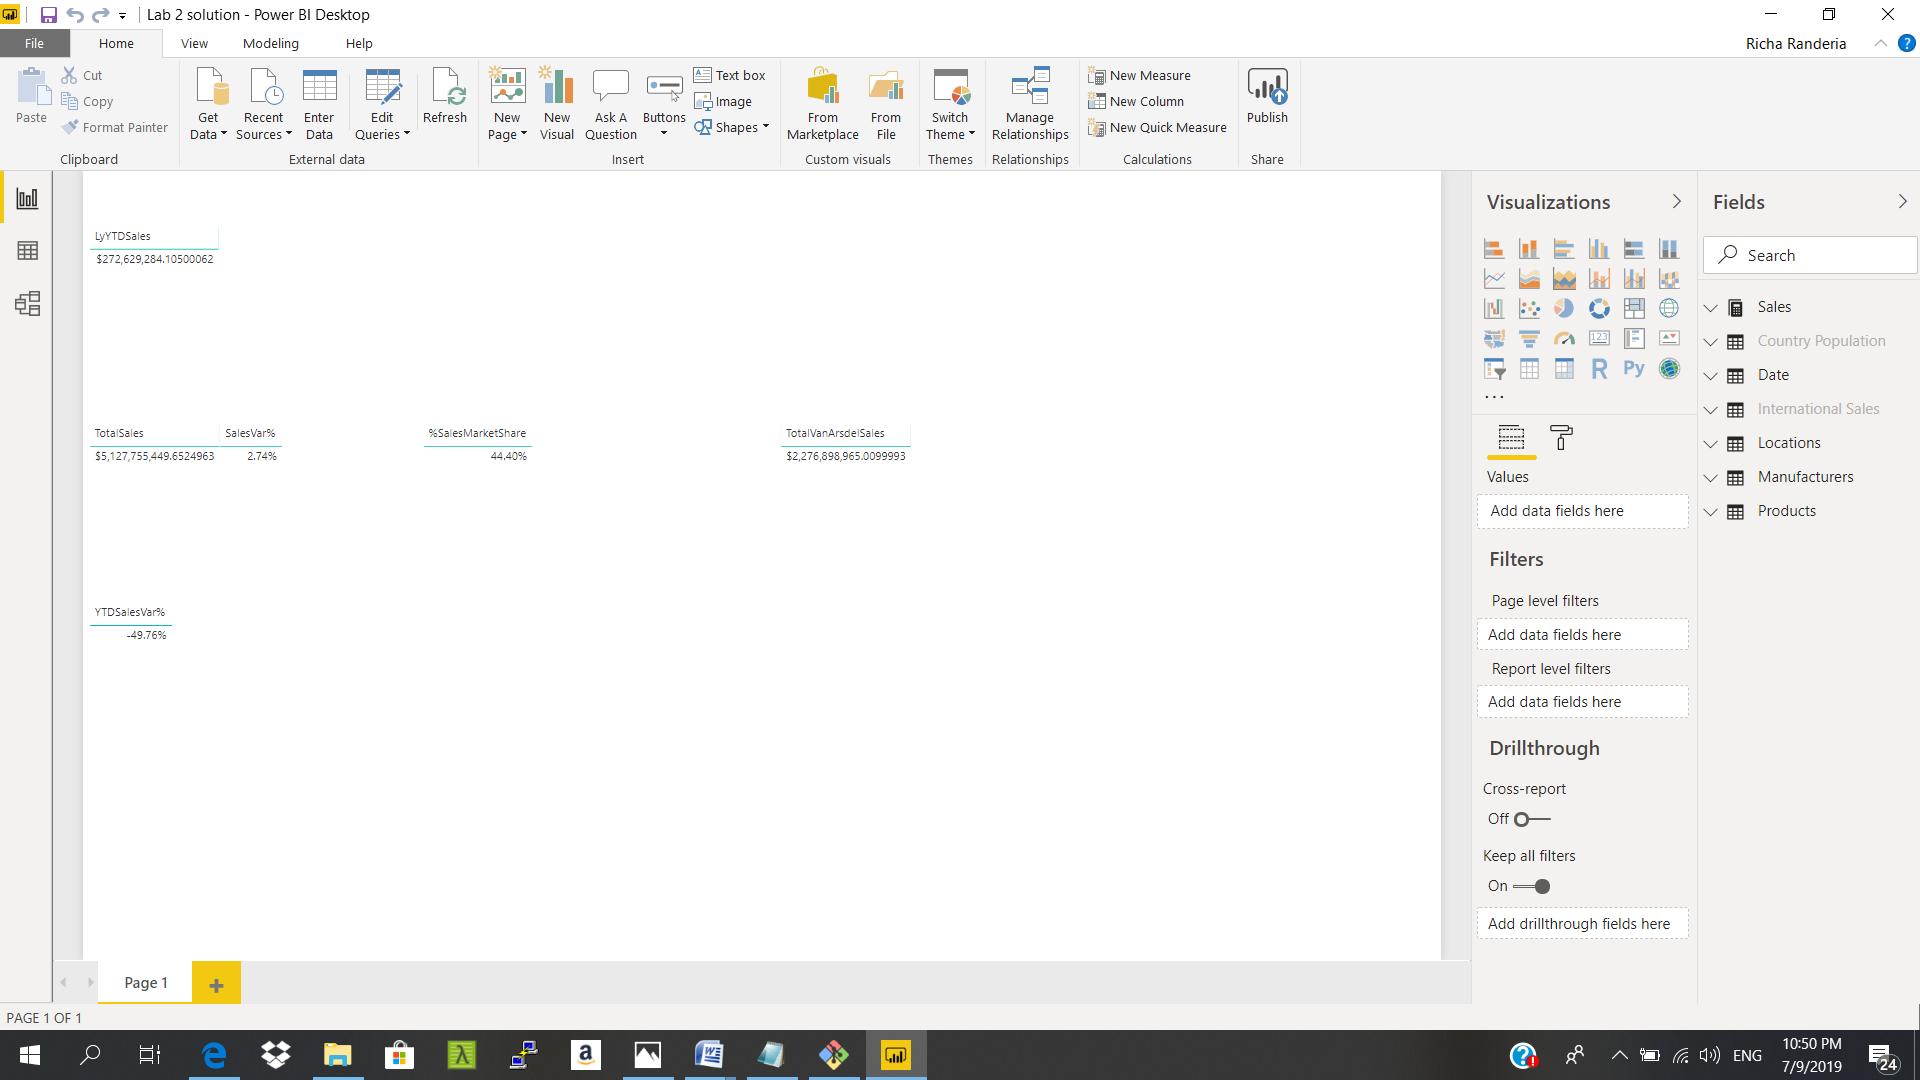 Lab 2 solution - Power BI Desktop
File Home View Modeling Help
Richa Randeria
?
Paste
Cut
Copy
Format Painter
Clipboard
Get Data
Recent Sources
Enter Data
Edit Queries
Refresh
External data
New Page
New Visual
Ask A Question
Buttons
Text box
Image
Shapes
Insert
From Marketplace
From File
Custom visuals
Switch Theme
Themes
Manage Relationships
Relationships
New Measure
New Column
New Quick Measure
Calculations
Publish
Share
LyYTDSales
$272,629,284.10500062
TotalSales SalesVar%
$5,127,755,449.6524963 2.74%
%SalesMarketShare
44.40%
TotalVanArsdelSales
$2,276,898,965.0099993
YTDSalesVar%
-49.76%
Visualizations
123
R Py
...
Values
Add data fields here
Filters
Page level filters
Add data fields here
Report level filters
Add data fields here
Drillthrough
Cross-report
Off
Keep all filters
On
Add drillthrough fields here
Fields
Search
Sales
Country Population
Date
International Sales
Locations
Manufacturers
Products
Page 1
+
PAGE 1 OF 1
ENG
10:50 PM
7/9/2019
24